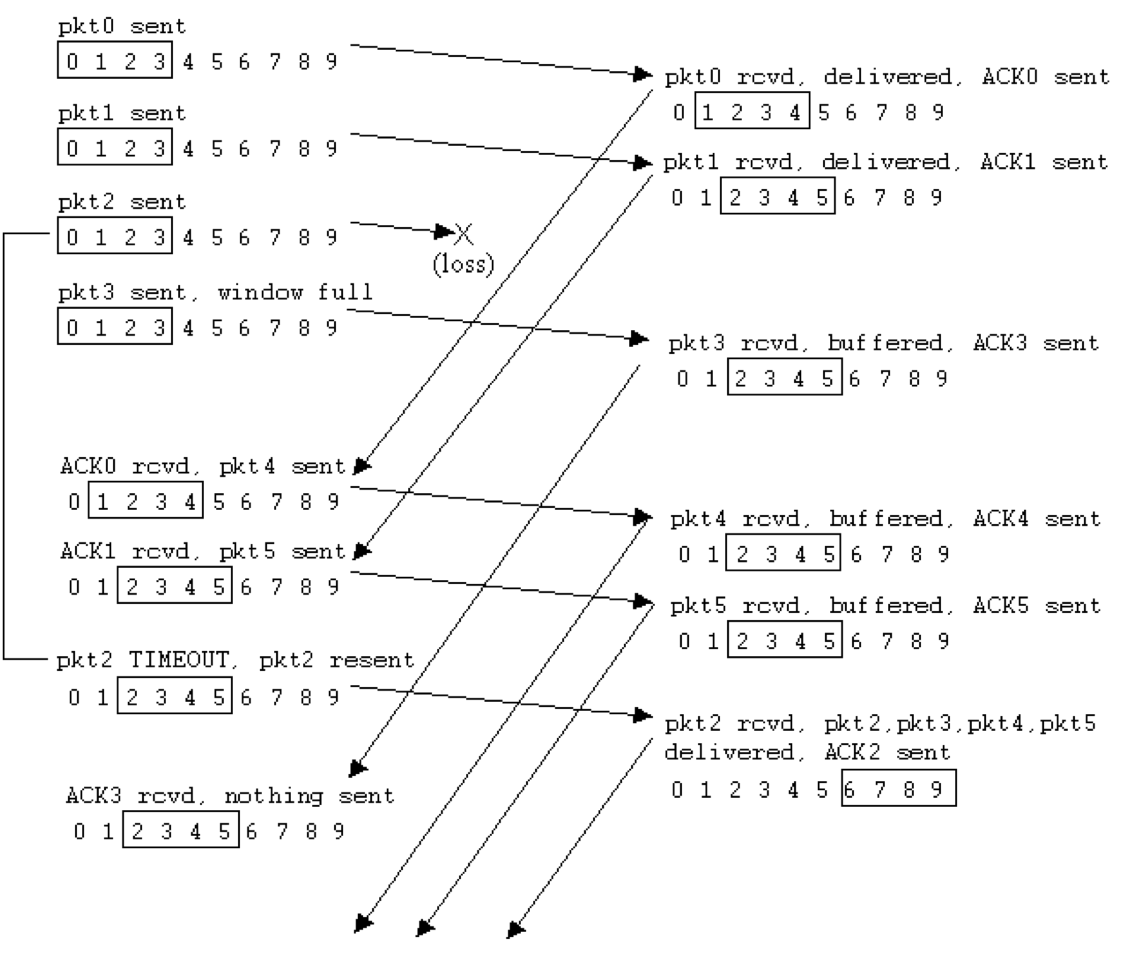 pkt0 sent
0 1 2 3 4 5 6 7 8 9
pkt0 rcvd, delivered, ACK0 sent
0 1 2 3 4 5 6 7 8 9
pkt1 sent
0 1 2 3 4 5 6 7 8 9
pkt1 rcvd, delivered, ACK1 sent
0 1 2 3 4 5 6 7 8 9
pkt2 sent
0 1 2 3 4 5 6 7 8 9
X
(loss)
pkt3 sent, window full
0 1 2 3 4 5 6 7 8 9
pkt3 rcvd, buffered, ACK3 sent
0 1 2 3 4 5 6 7 8 9
ACK0 rcvd, pkt4 sent
0 1 2 3 4 5 6 7 8 9
pkt4 rcvd, buffered, ACK4 sent
0 1 2 3 4 5 6 7 8 9
ACK1 rcvd, pkt5 sent
0 1 2 3 4 5 6 7 8 9
pkt5 rcvd, buffered, ACK5 sent
0 1 2 3 4 5 6 7 8 9
pkt2 TIMEOUT, pkt2 resent
0 1 2 3 4 5 6 7 8 9
pkt2 rcvd, pkt2,pkt3,pkt4,pkt5
delivered, ACK2 sent
0 1 2 3 4 5 6 7 8 9
ACK3 rcvd, nothing sent
0 1 2 3 4 5 6 7 8 9